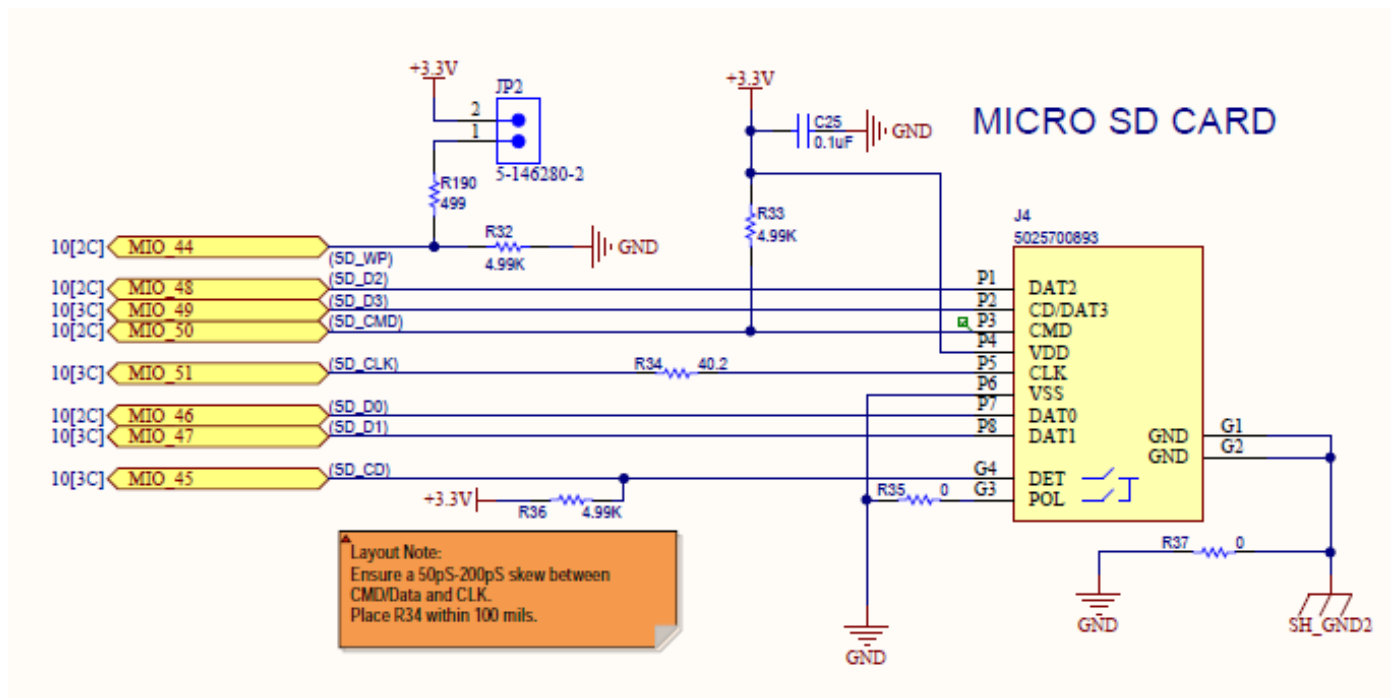 +3.3V
JP2
2
1
5-146280-2
R190
499
+3.3V
C25
0.1uF
GND
MICRO SD CARD
R33
4.99K
J4
5025700893
10[2C] MIO_44 (SD_WP)
R32
4.99K
GND
10[2C] MIO_48 (SD_D2)
P1 DAT2
10[3C] MIO_49 (SD_D3)
P2 CD/DAT3
10[2C] MIO_50 (SD_CMD)
P3 CMD
P4 VDD
10[3C] MIO_51 (SD_CLK)
R34 40.2
P5 CLK
P6 VSS
10[2C] MIO_46 (SD_D0)
P7 DAT0
10[3C] MIO_47 (SD_D1)
P8 DAT1
GND G1
GND G2
10[3C] MIO_45 (SD_CD)
G4 DET
+3.3V
R36 4.99K
R35 0
G3 POL
Layout Note:
Ensure a 50pS-200pS skew between
CMD/Data and CLK.
Place R34 within 100 mils.
R37 0
GND
GND
SH_GND2